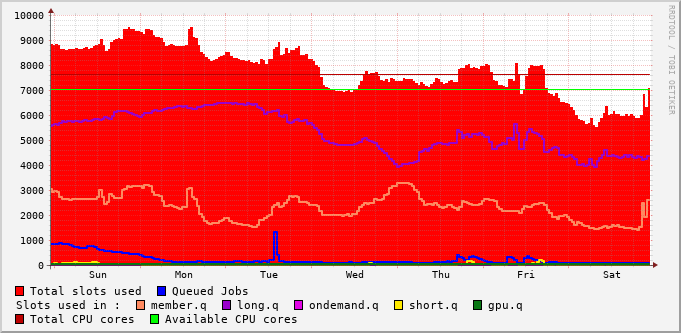 10000
9000
8000
7000
6000
5000
4000
3000
2000
1000
0
Sun Mon Tue Wed Thu Fri Sat
RRDTOOL / TOBI OETIKER
Total slots used Queued Jobs
Slots used in : member.q long.q ondemand.q short.q gpu.q
Total CPU cores Available CPU cores